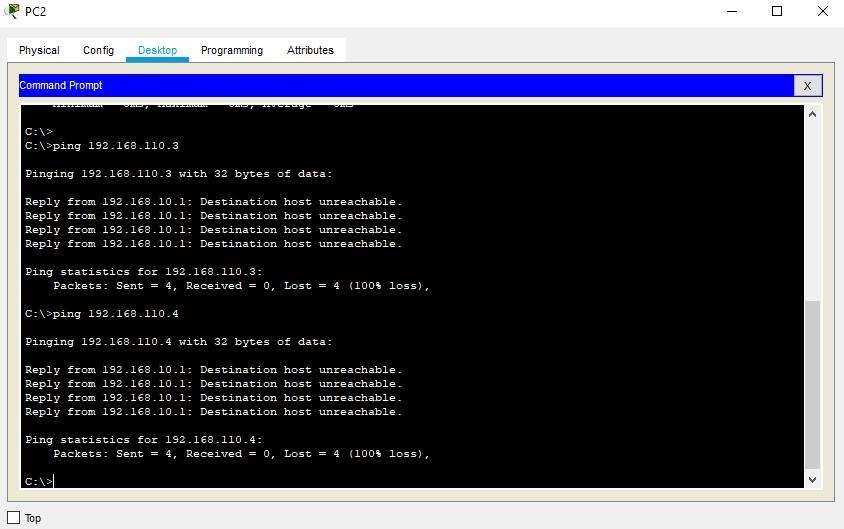 PC2
Physical Config Desktop Programming Attributes
Command Prompt
X
C:\>
C:\>ping 192.168.110.3
Pinging 192.168.110.3 with 32 bytes of data:
Reply from 192.168.10.1: Destination host unreachable.
Reply from 192.168.10.1: Destination host unreachable.
Reply from 192.168.10.1: Destination host unreachable.
Reply from 192.168.10.1: Destination host unreachable.
Ping statistics for 192.168.110.3:
Packets: Sent = 4, Received = 0, Lost = 4 (100% loss),
C:\>ping 192.168.110.4
Pinging 192.168.110.4 with 32 bytes of data:
Reply from 192.168.10.1: Destination host unreachable.
Reply from 192.168.10.1: Destination host unreachable.
Reply from 192.168.10.1: Destination host unreachable.
Reply from 192.168.10.1: Destination host unreachable.
Ping statistics for 192.168.110.4:
Packets: Sent = 4, Received = 0, Lost = 4 (100% loss),
C:\>
Top